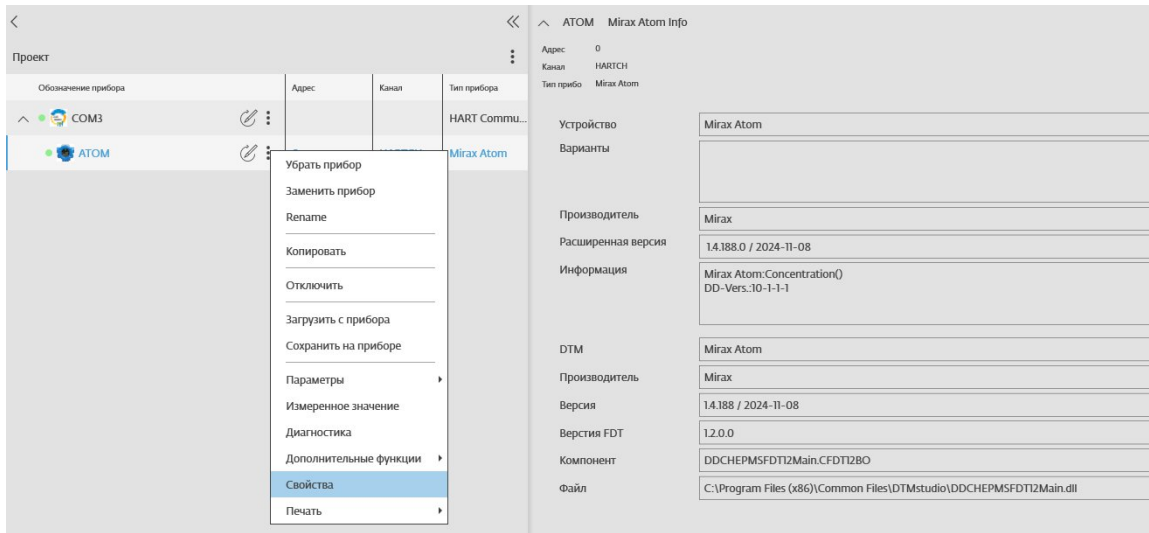 Проект
Обозначение прибора Адрес Канал Тип прибора
COM3 HART Commu...
ATOM Mirax Atom
Убрать прибор
Заменить прибор
Rename
Копировать
Отключить
Загрузить с прибора
Сохранить на приборе
Параметры
Измеренное значение
Диагностика
Дополнительные функции
Свойства
Печать
ATOM Mirax Atom Info
Адрес 0
Канал HARTCH
Тип прибо Mirax Atom
Устройство Mirax Atom
Варианты
Производитель Mirax
Расширенная версия 1.4.188.0 / 2024-11-08
Информация Mirax Atom:Concentration()
DD-Vers.:10-1-1-1
DTM Mirax Atom
Производитель Mirax
Версия 1.4.188 / 2024-11-08
Верстия FDT 1.2.0.0
Компонент DDCHEPMSFDT12Main.CFDT12BO
Файл C:\Program Files (x86)\Common Files\DTMstudio\DDCHEPMSFDT12Main.dll